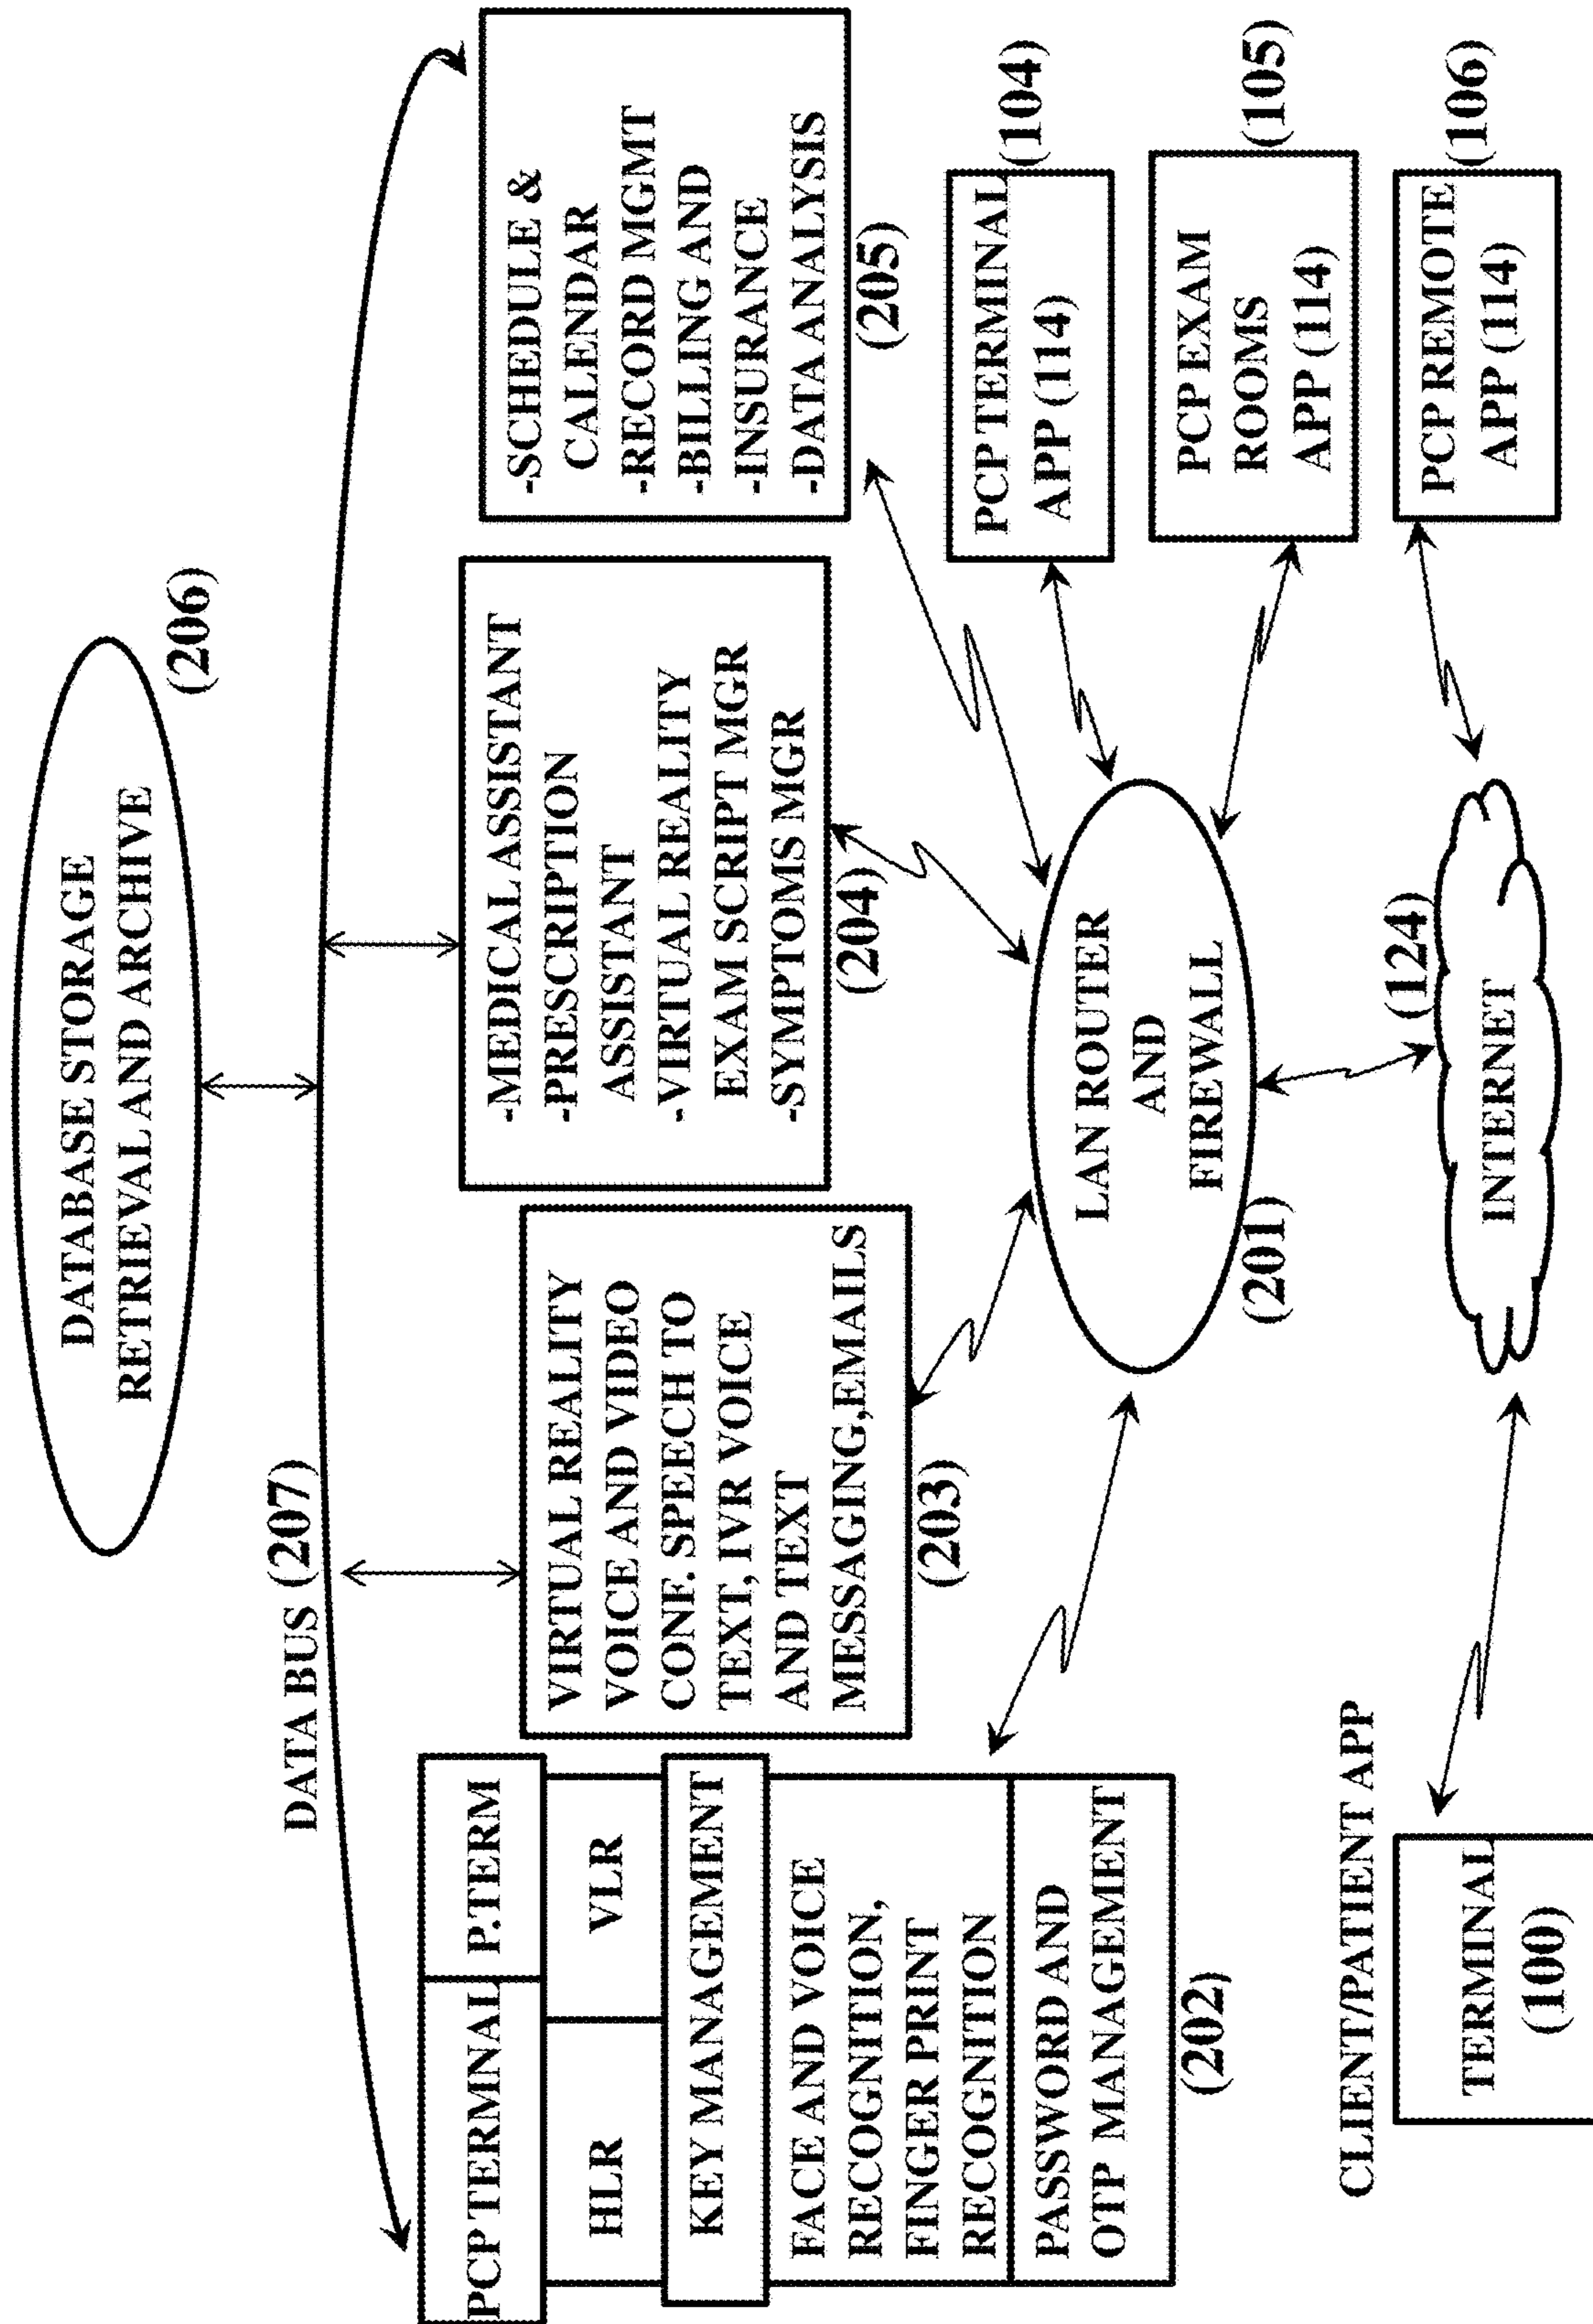 DATABASE STORAGE
RETRIEVAL AND ARCHIVE
(206)
DATA BUS (207)
PCP TERMNAL
P.TERM
HLR
VLR
KEY MANAGEMENT
FACE AND VOICE
RECOGNITION,
FINGER PRINT
RECOGNITION
PASSWORD AND
OTP MANAGEMENT
(202)
VIRTUAL REALITY
VOICE AND VIDEO
CONF. SPEECH TO
TEXT, IVR VOICE
AND TEXT
MESSAGING,EMAILS
(203)
-MEDICAL ASSISTANT
-PRESCRIPTION
ASSISTANT
-VIRTUAL REALITY
EXAM SCRIPT MGR
-SYMPTOMS MGR
(204)
-SCHEDULE &
CALENDAR
-RECORD MGMT
-BILLING AND
-INSURANCE
-DATA ANALYSIS
(205)
LAN ROUTER
AND
FIREWALL
(201)
PCP TERMINAL
APP (114)
(104)
PCP EXAM
ROOMS
APP (114)
(105)
PCP REMOTE
APP (114)
(106)
CLIENT/PATIENT APP
TERMINAL
(100)
INTERNET
(124)